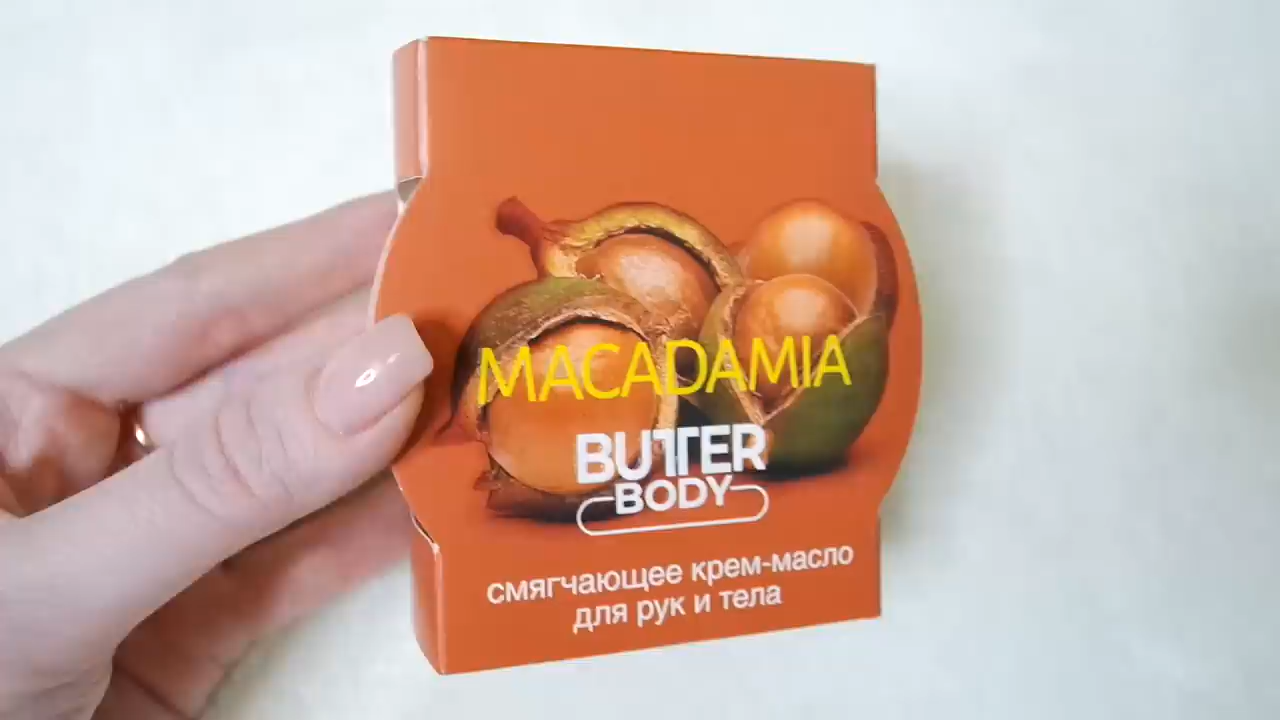 MACADAMIA
BUTTER
BODY
смягчающее крем-масло
для рук и тела